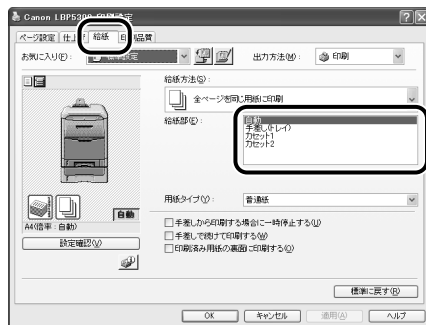 Canon LBP5300 印刷設定
ページ設定 仕上げ 給紙 印刷品質
お気に入り(F): 標準設定 出力方法(M): 印刷
給紙方法(S):
全ページを同じ用紙に印刷
給紙部(E): 自動
手差し(トレイ)
カセット1
カセット2
自動
A4(倍率:自動)
設定確認(V)
用紙タイプ(Y): 普通紙
手差しから印刷する場合に一時停止する(U)
手差しで続けて印刷する(W)
印刷済み用紙の裏面に印刷する(O)
標準に戻す(R)
OK キャンセル 適用(A) ヘルプ